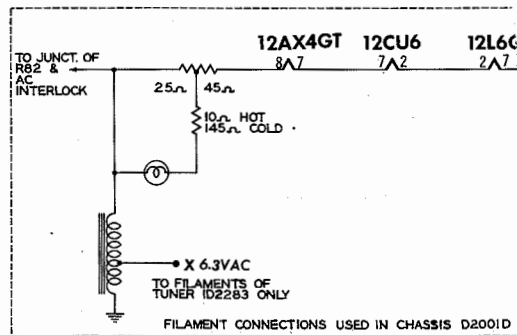 12AX4GT 12CU6 12L6G
8 7 7 2 2 7
TO JUNCT. OF
R82 &
AC
INTERLOCK
25Ω 45Ω
10Ω HOT
145Ω COLD
X 6.3VAC
TO FILAMENTS OF
TUNER ID2283 ONLY
FILAMENT CONNECTIONS USED IN CHASSIS D2001D